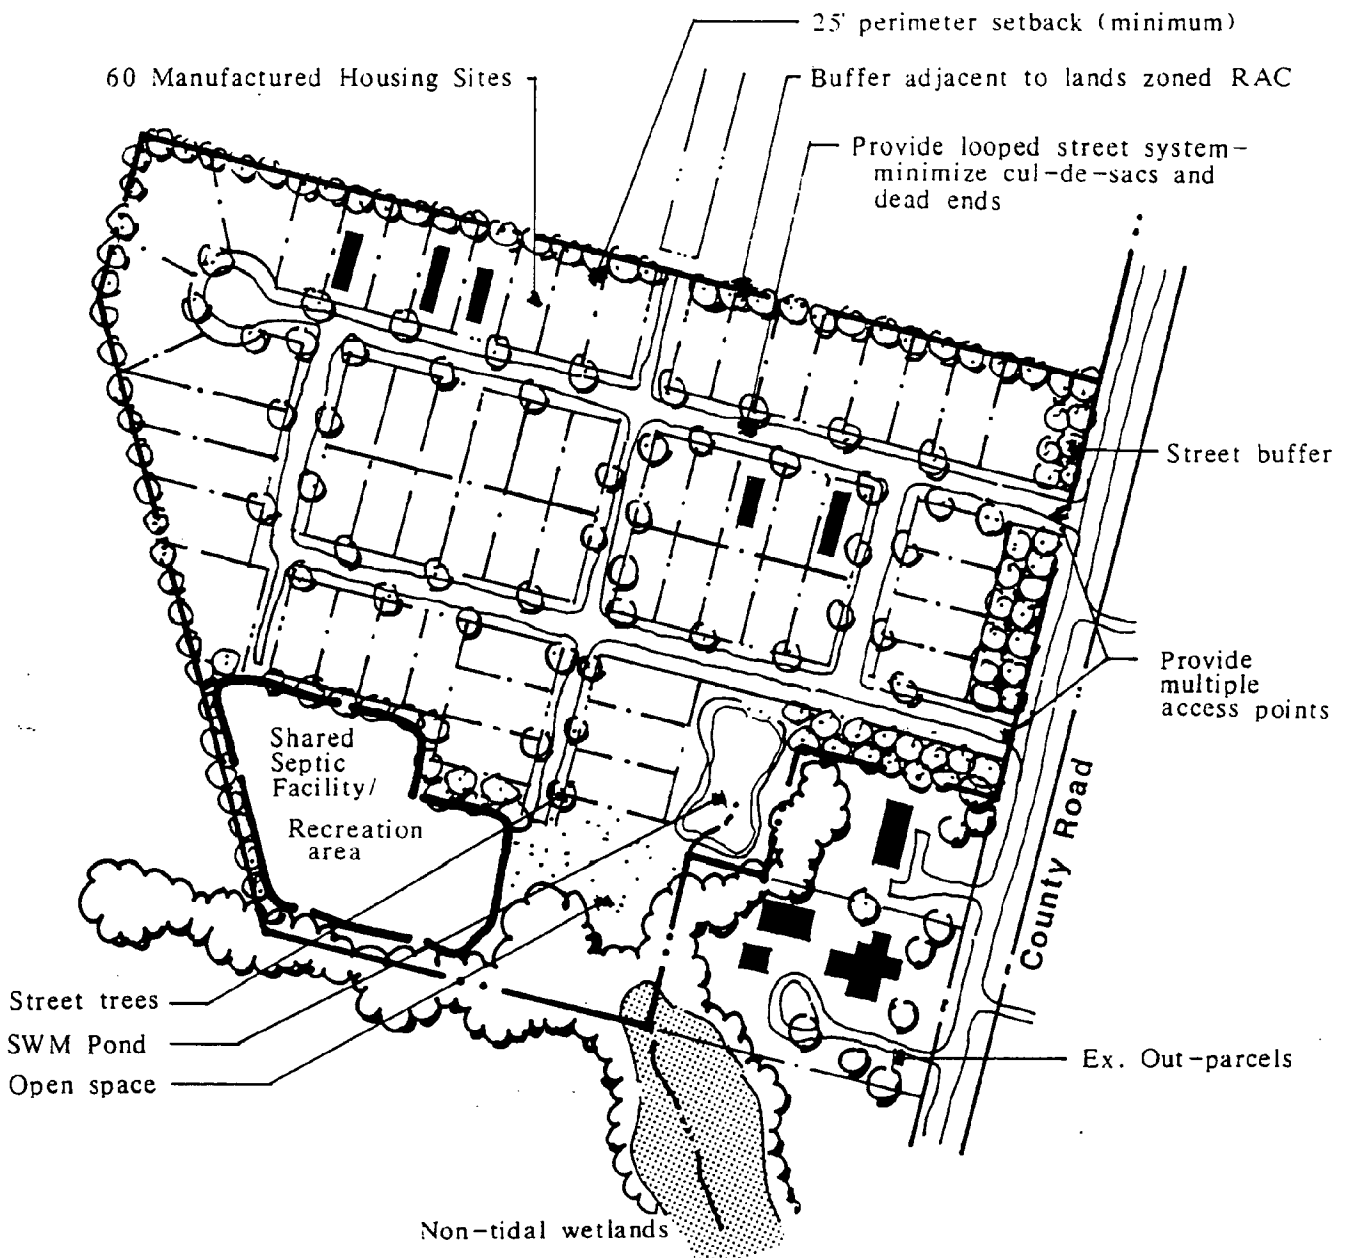 25' perimeter setback (minimum)
60 Manufactured Housing Sites
Buffer adjacent to lands zoned RAC
Provide looped street system-
minimize cul-de-sacs and
dead ends
Street buffer
Provide
multiple
access points
Shared
Septic
Facility/
Recreation
area
County Road
Street trees
SWM Pond
Open space
Ex. Out-parcels
Non-tidal wetlands